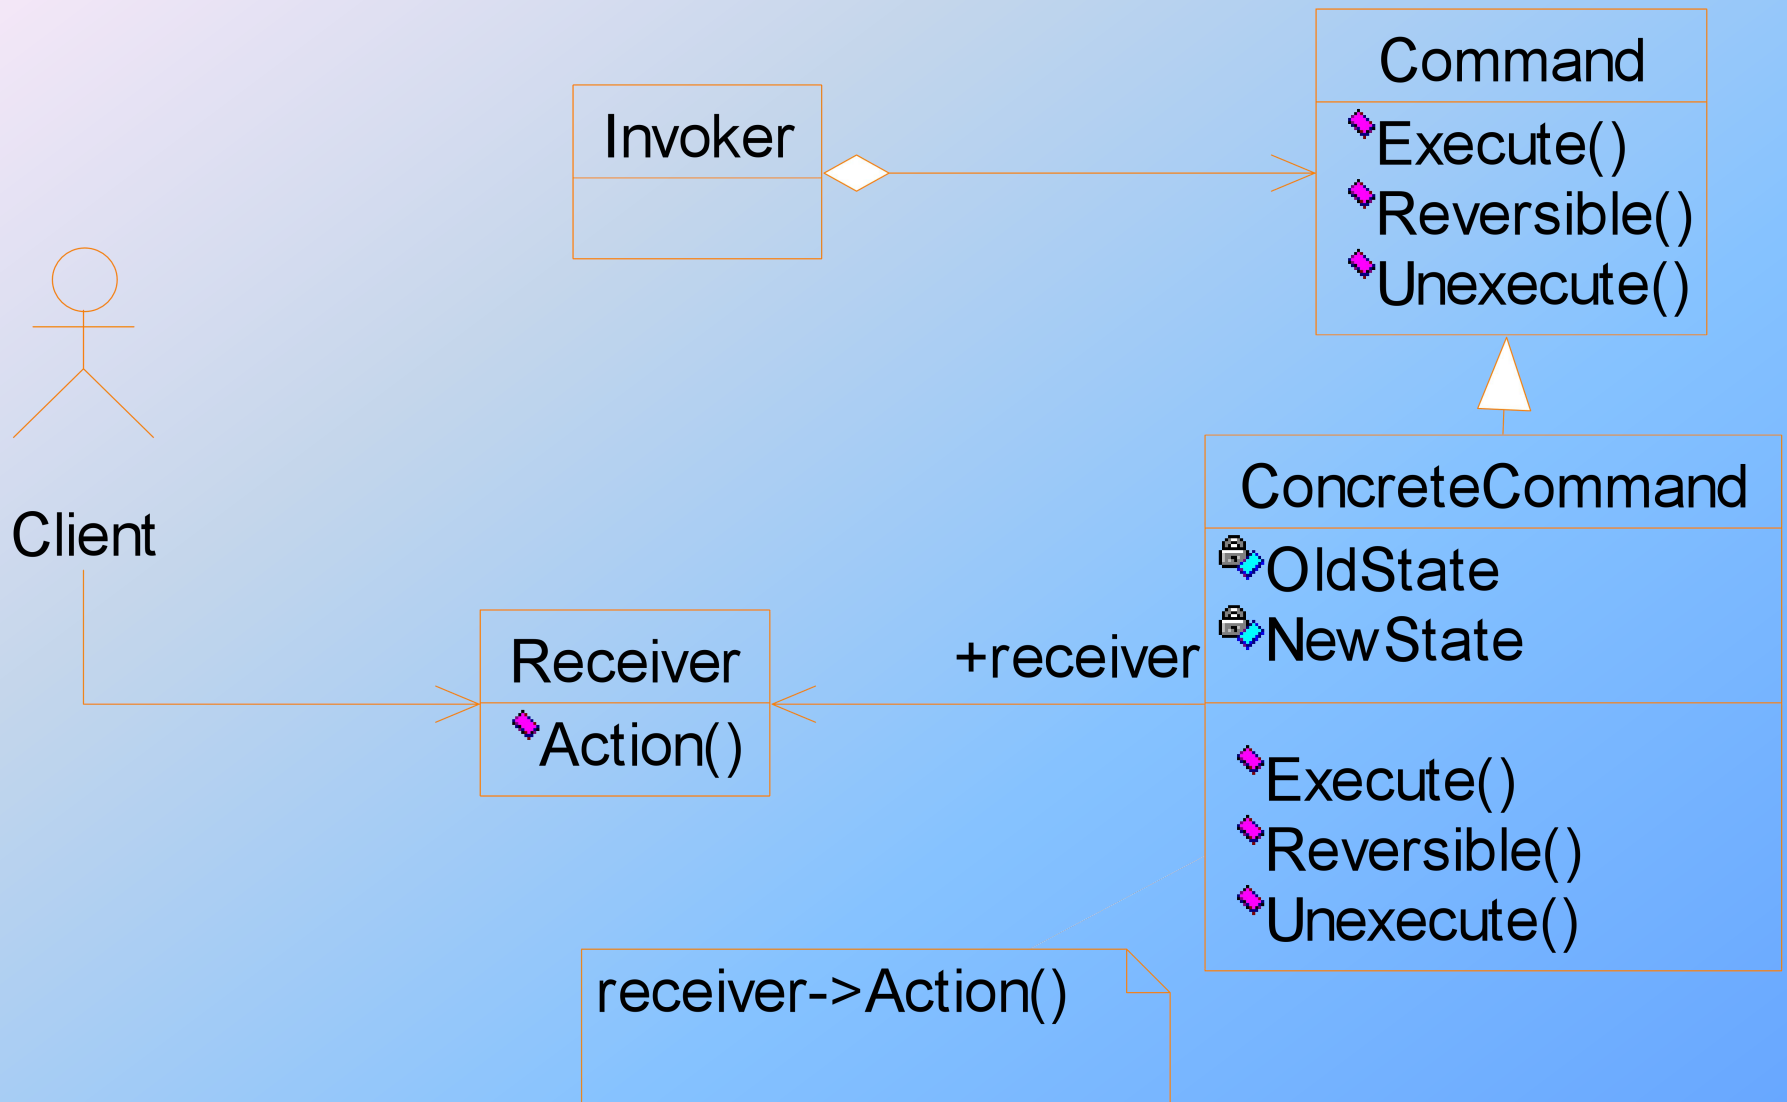 Command
Execute()
Reversible()
Unexecute()
Invoker
Client
Receiver
Action()
+receiver
ConcreteCommand
OldState
NewState
Execute()
Reversible()
Unexecute()
receiver->Action()